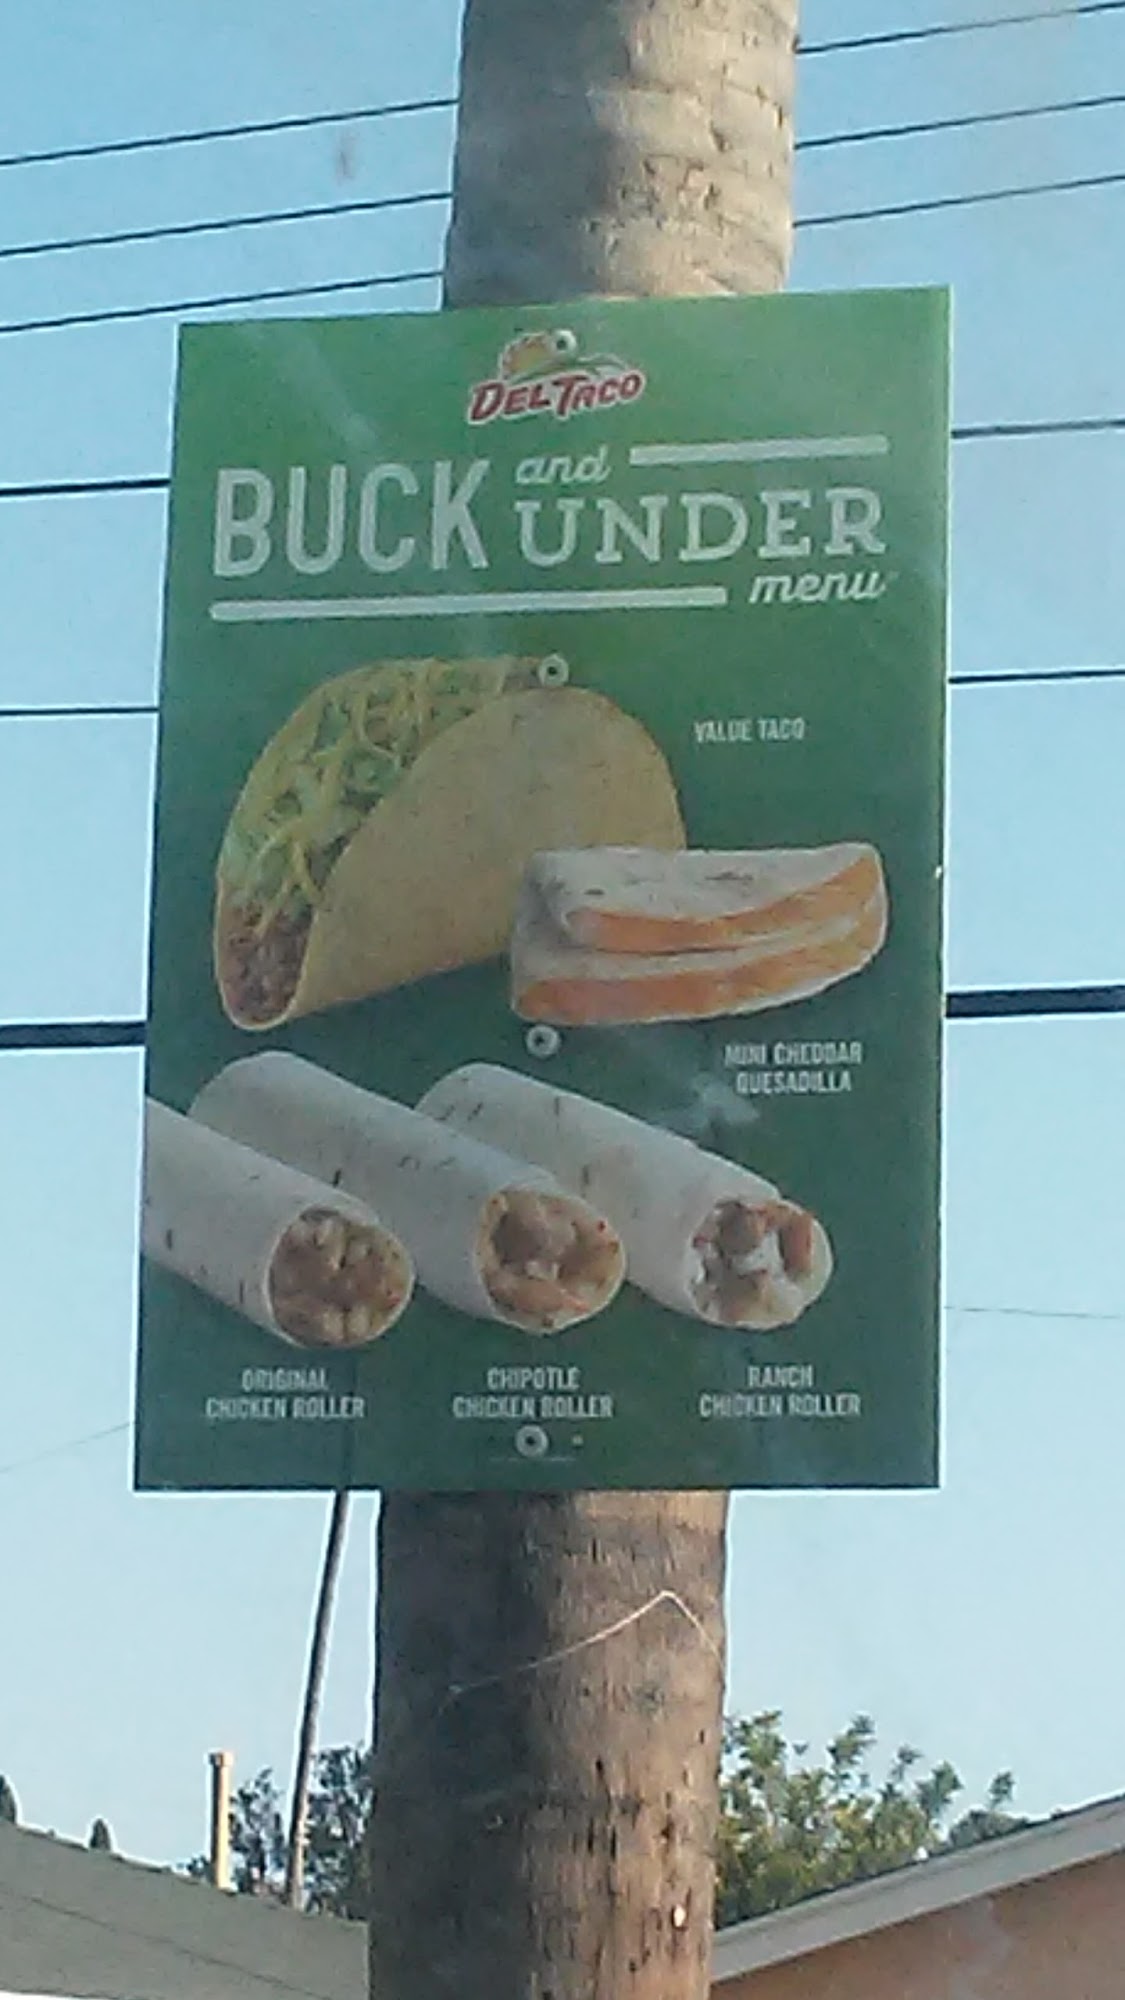 DEL TACO
BUCK and UNDER
menu
VALUE TACO
MINI CHEDDAR
QUESADILLA
ORIGINAL
CHICKEN ROLLER
CHIPOTLE
CHICKEN ROLLER
RANCH
CHICKEN ROLLER